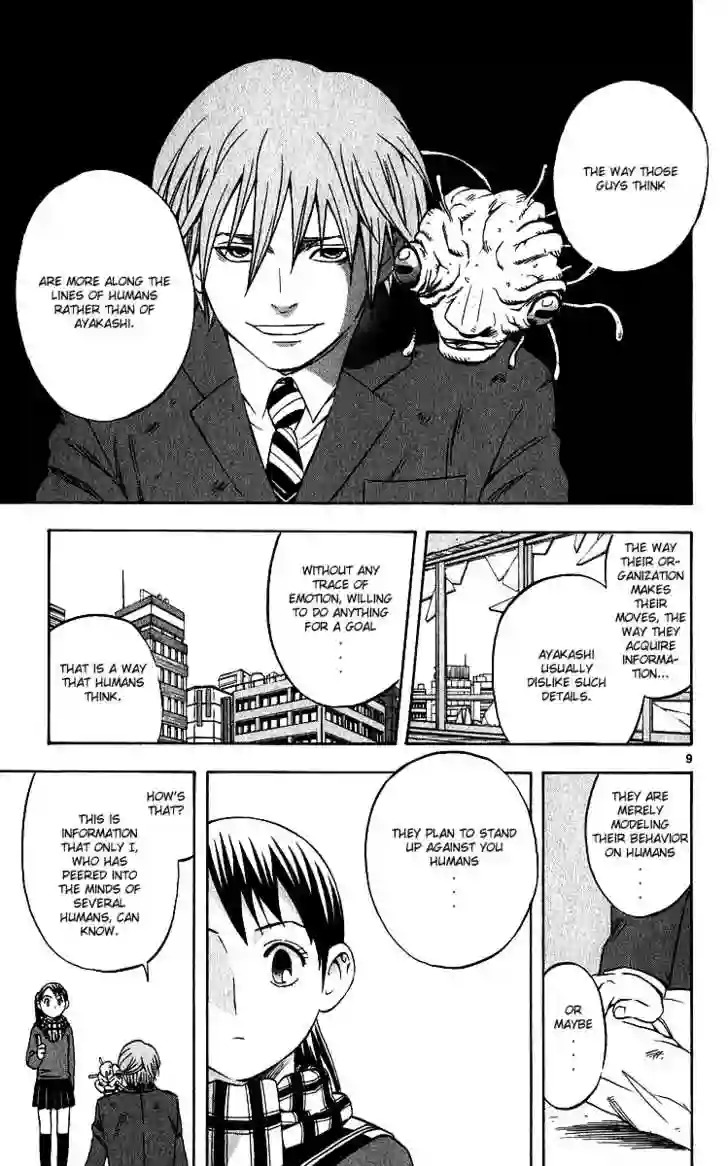 THE WAY THOSE
GUYS THINK
ARE MORE ALONG THE
LINES OF HUMANS
RATHER THAN OF
AYAKASHI.
THE WAY
THEIR OR-
GANIZATION
MAKES
THEIR
MOVES, THE
WAY THEY
ACQUIRE
INFORMA-
TION...
AYAKASHI
USUALLY
DISLIKE SUCH
DETAILS.
WITHOUT ANY
TRACE OF
EMOTION, WILLING
TO DO ANYTHING
FOR A GOAL
.
.
.
THAT IS A WAY
THAT HUMANS
THINK.
9
THEY ARE
MERELY
MODELING
THEIR BEHAVIOR
ON HUMANS
.
.
.
OR
MAYBE
.
.
.
THEY PLAN TO STAND
UP AGAINST YOU
HUMANS
.
.
.
HOW'S
THAT?
THIS IS
INFORMATION
THAT ONLY I,
WHO HAS
PEERED INTO
THE MINDS OF
SEVERAL
HUMANS, CAN
KNOW.